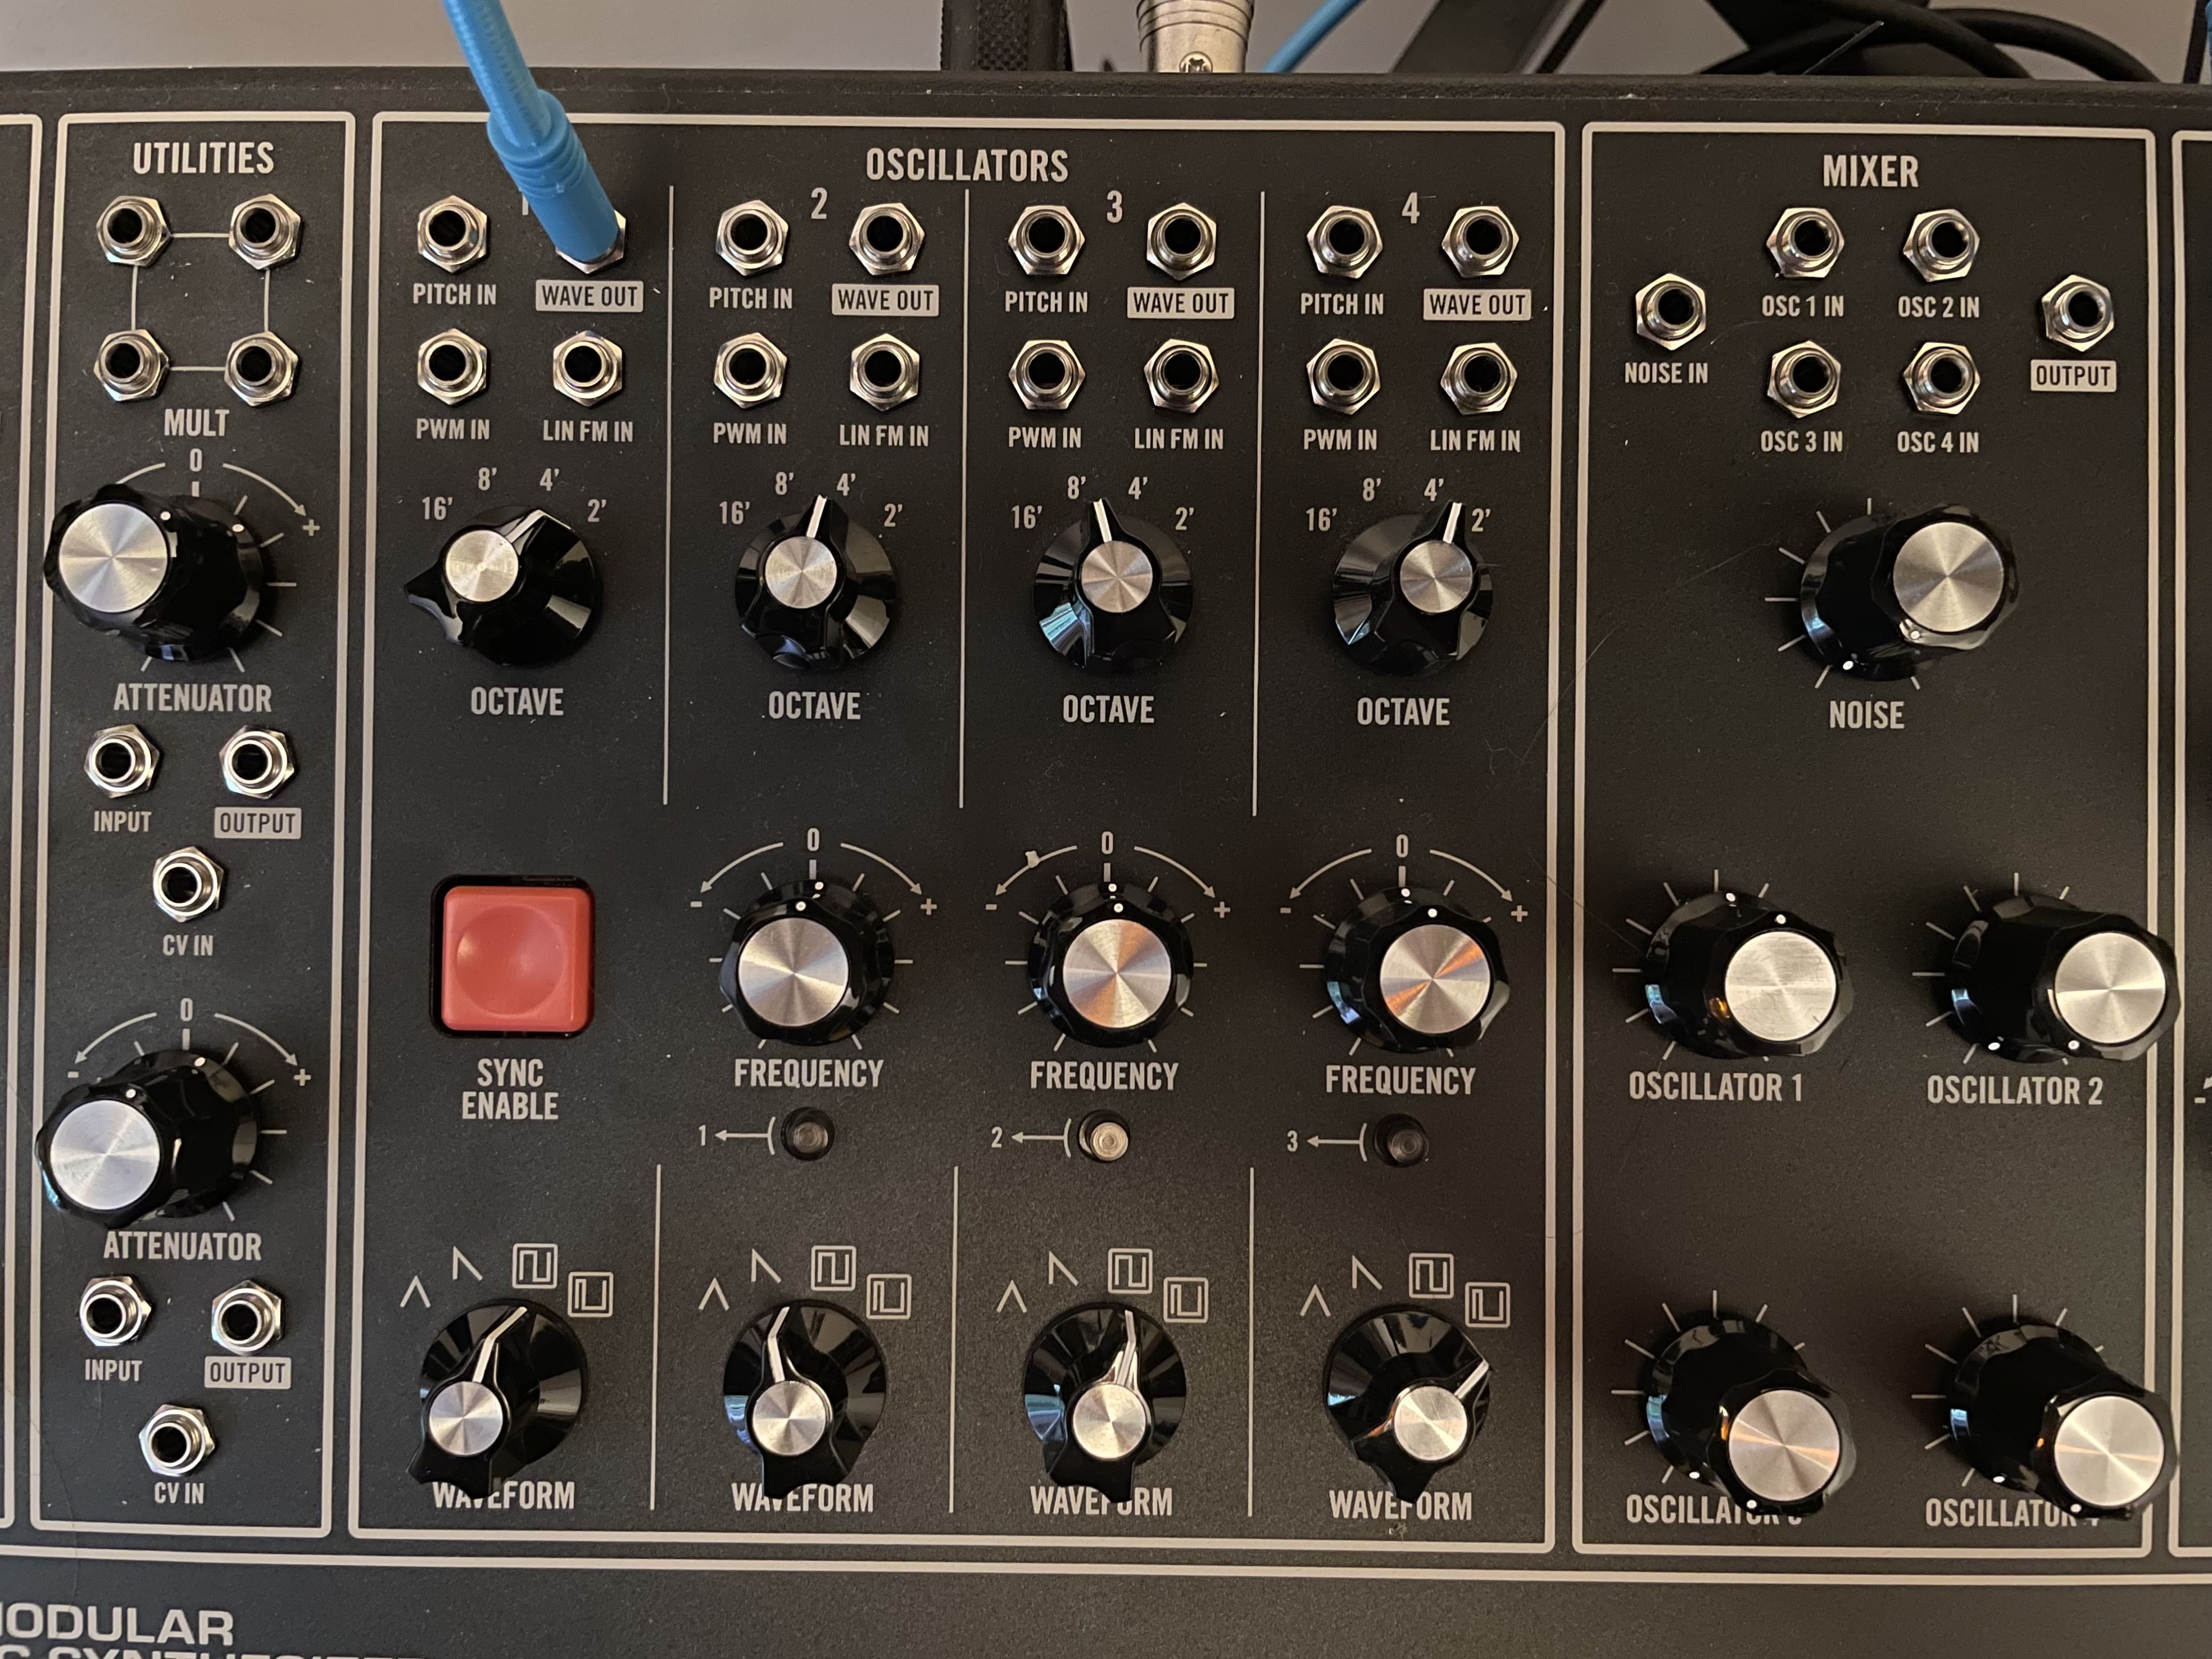 UTILITIES
MULT
0
+
ATTENUATOR
INPUT
OUTPUT
CV IN
0
- +
ATTENUATOR
INPUT
OUTPUT
CV IN
OSCILLATORS
1
PITCH IN
WAVE OUT
PWM IN
LIN FM IN
16' 8' 4' 2'
OCTAVE
SYNC
ENABLE
WAVEFORM
2
PITCH IN
WAVE OUT
PWM IN
LIN FM IN
16' 8' 4' 2'
OCTAVE
0
- +
FREQUENCY
1
WAVEFORM
3
PITCH IN
WAVE OUT
PWM IN
LIN FM IN
16' 8' 4' 2'
OCTAVE
0
- +
FREQUENCY
2
WAVEFORM
4
PITCH IN
WAVE OUT
PWM IN
LIN FM IN
16' 8' 4' 2'
OCTAVE
0
- +
FREQUENCY
3
WAVEFORM
MIXER
NOISE IN
OSC 1 IN
OSC 2 IN
OSC 3 IN
OSC 4 IN
OUTPUT
NOISE
OSCILLATOR 1
OSCILLATOR 2
OSCILLATOR 3
OSCILLATOR 4